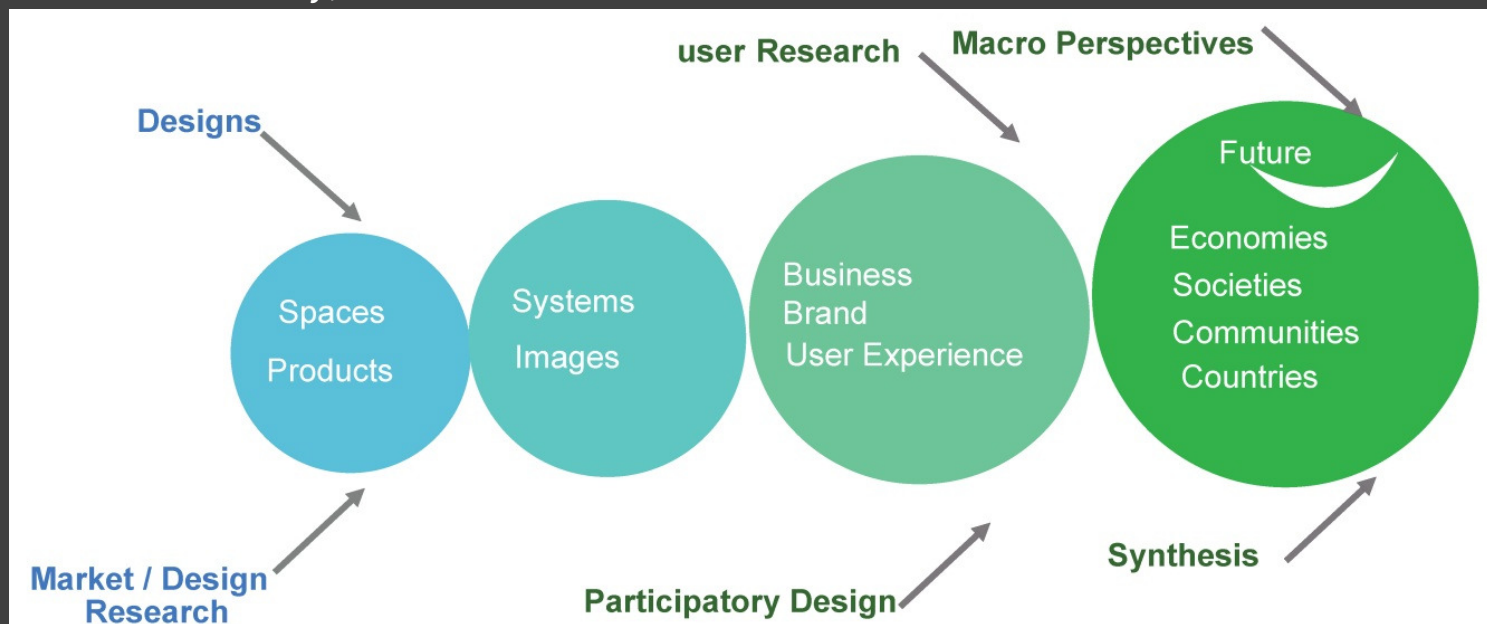 user Research
Macro Perspectives
Designs
Future
Economies
Societies
Communities
Countries
Business
Brand
User Experience
Systems
Images
Spaces
Products
Market / Design
Research
Participatory Design
Synthesis